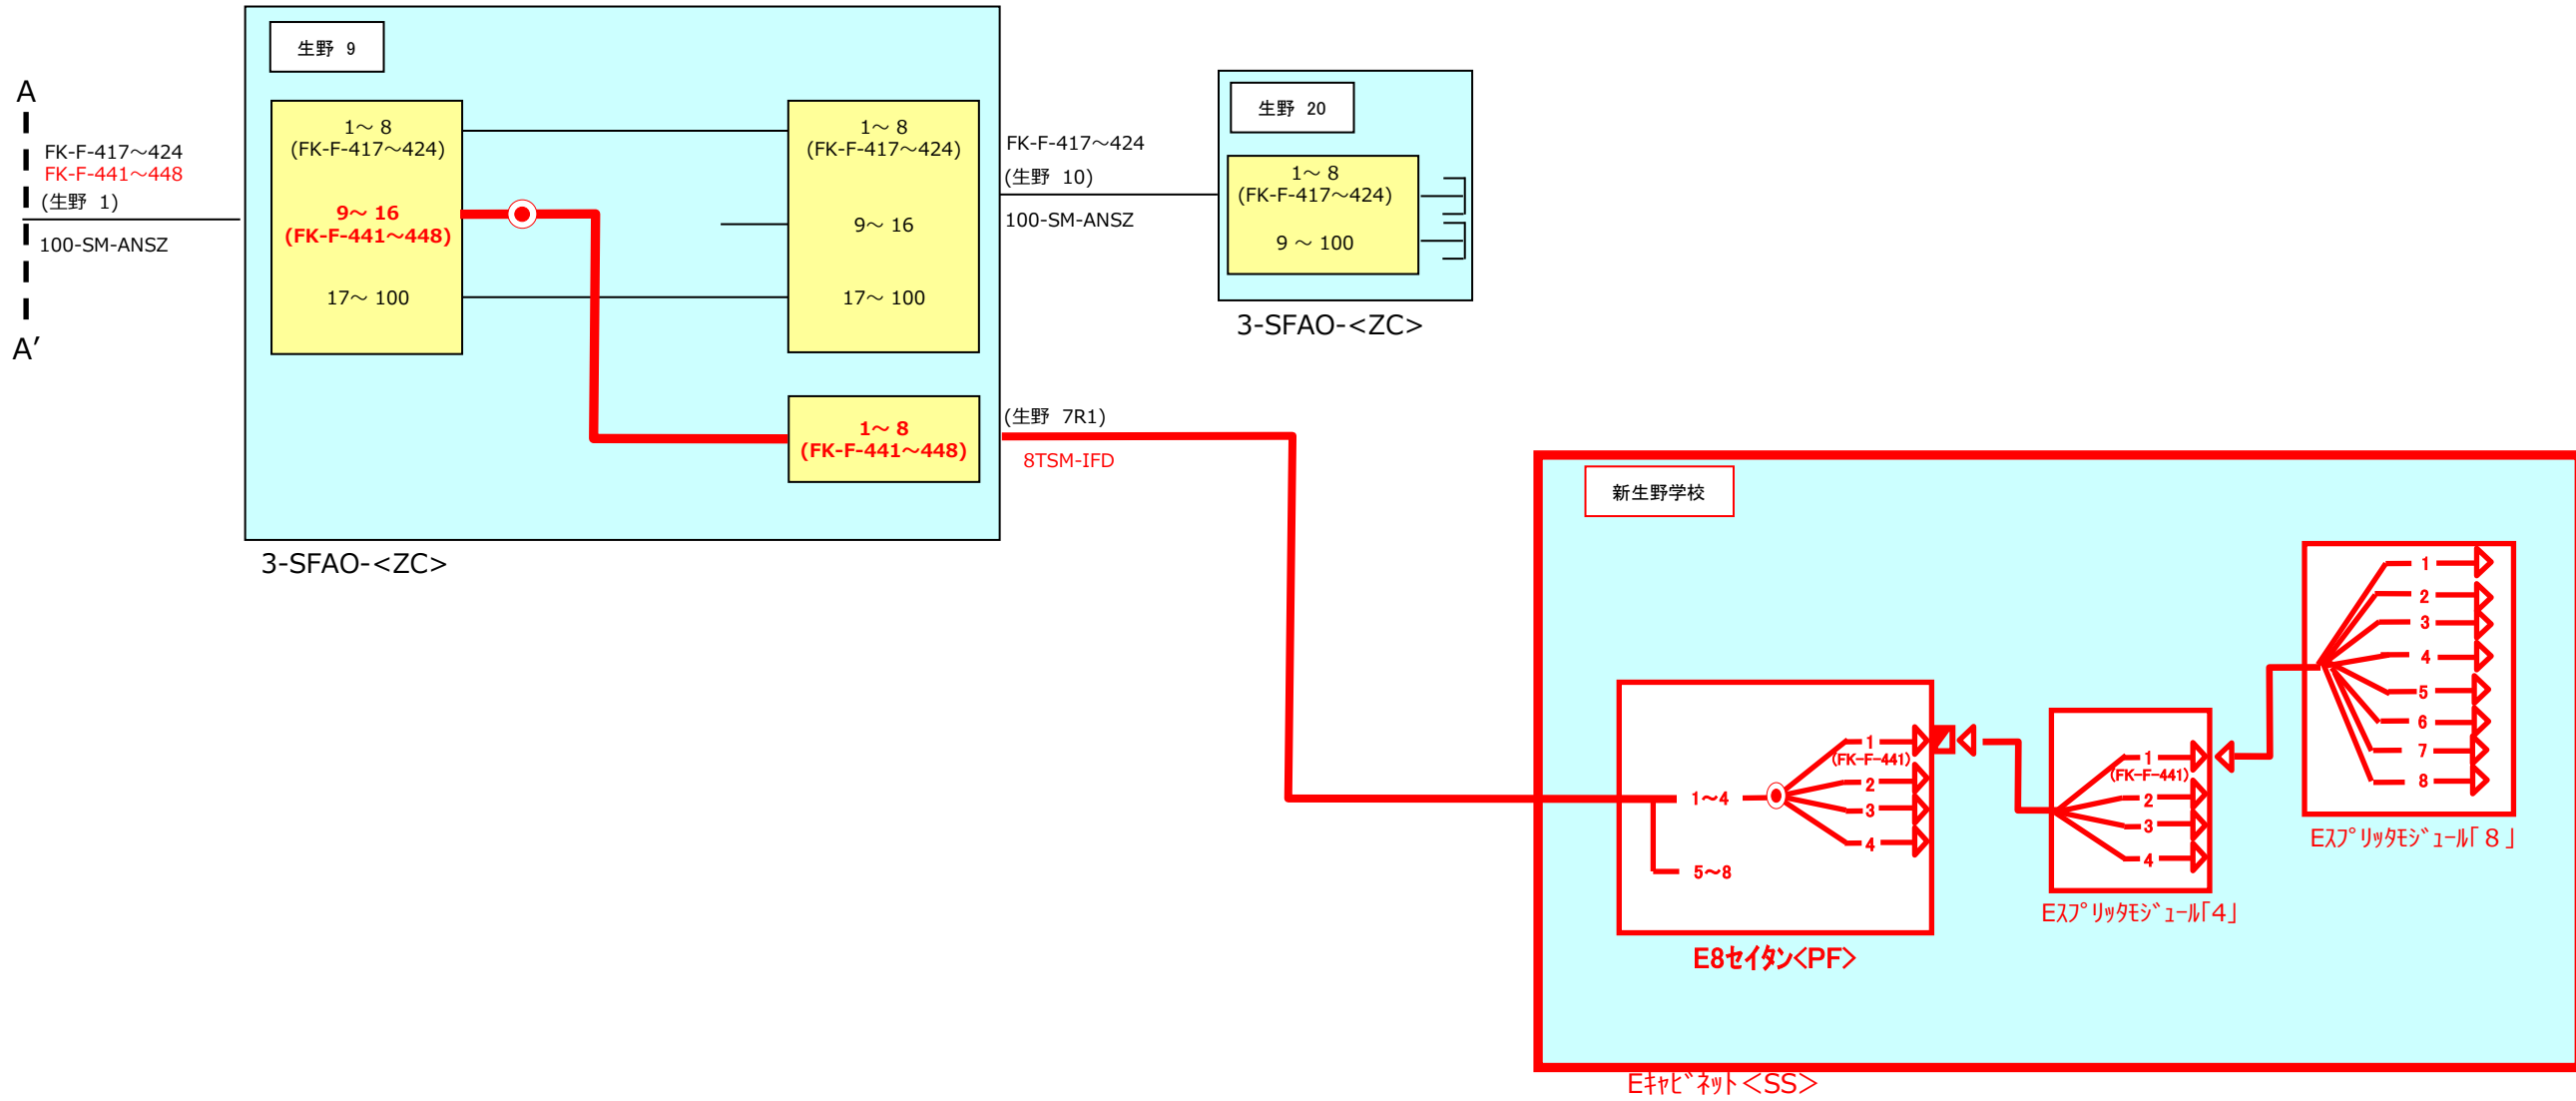 A
FK-F-417～424
FK-F-441～448
(生野 1)
100-SM-ANSZ
A′
生野 9
1～ 8
(FK-F-417～424)
9～ 16
(FK-F-441～448)
17～ 100
1～ 8
(FK-F-417～424)
9～ 16
17～ 100
1～ 8
(FK-F-441～448)
3-SFAO-<ZC>
FK-F-417～424
(生野 10)
100-SM-ANSZ
生野 20
1～ 8
(FK-F-417～424)
9 ～ 100
3-SFAO-<ZC>
(生野 7R1)
8TSM-IFD
新生野学校
1～4
5～8
1
(FK-F-441)
2
3
4
E8セイタン<PF>
1
(FK-F-441)
2
3
4
Eｽﾌﾟﾘｯﾀﾓｼﾞｭｰﾙ｢4｣
1
2
3
4
5
6
7
8
Eｽﾌﾟﾘｯﾀﾓｼﾞｭｰﾙ｢８｣
Eｷｬﾋﾞﾈｯﾄ＜SS＞